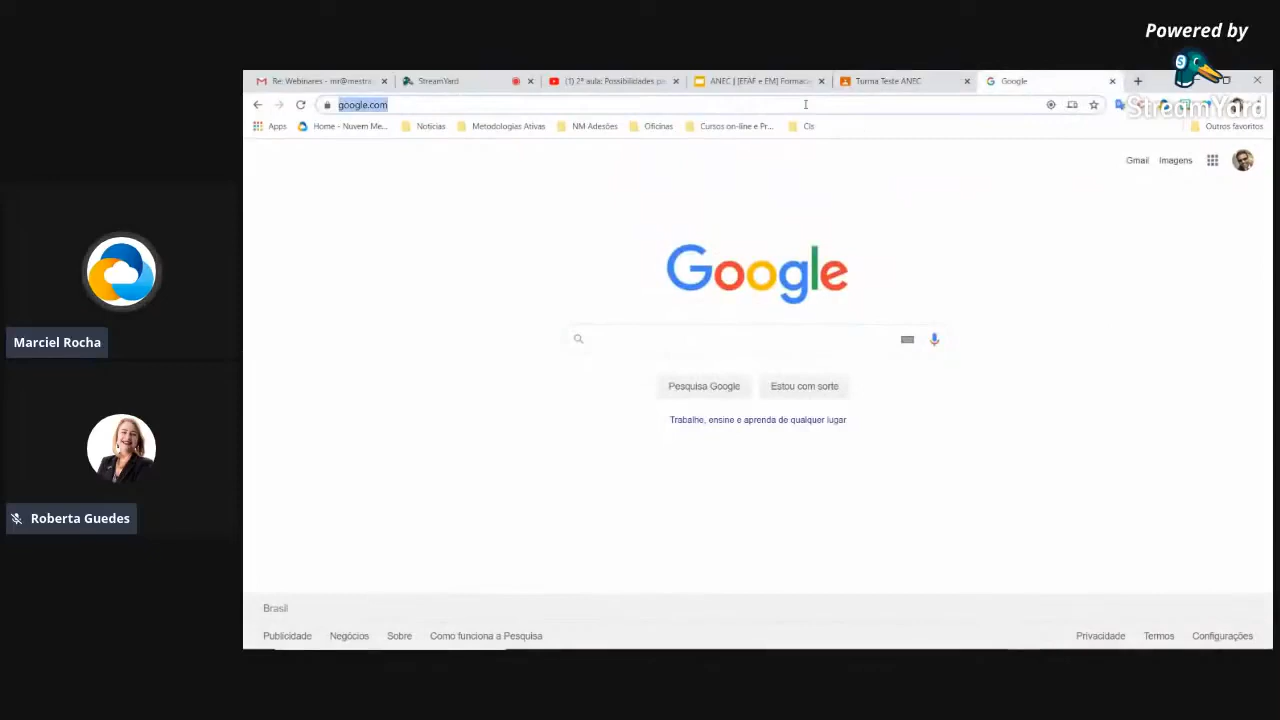 Powered by
StreamYard
Re: Webinares - mr@mestra
StreamYard
(1) 2ª aula: Possibilidades pa
ANEC | [EFAF e EM] Formaç
Turma Teste ANEC
Google
google.com
Apps
Home - Nuvem Me...
Notícias
Metodologias Ativas
NM Adesões
Oficinas
Cursos on-line e Pr...
Cls
Outros favoritos
Gmail
Imagens
Google
Pesquisa Google
Estou com sorte
Trabalhe, ensine e aprenda de qualquer lugar
Marciel Rocha
Roberta Guedes
Brasil
Publicidade
Negócios
Sobre
Como funciona a Pesquisa
Privacidade
Termos
Configurações